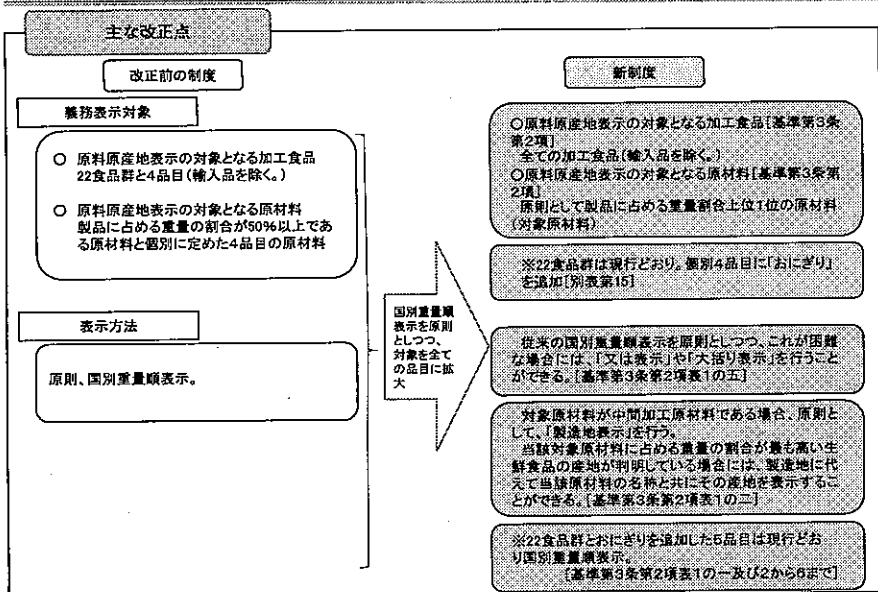 主な改正点
改正前の制度
義務表示対象
○ 原料原産地表示の対象となる加工食品
22食品群と4品目(輸入品を除く。)
○ 原料原産地表示の対象となる原材料
製品に占める重量の割合が50%以上であ
る原材料と個別に定めた4品目の原材料
表示方法
原則、国別重量順表示。
国別重量順
表示を原則
としつつ、
対象を全て
の品目に拡
大
新制度
○原料原産地表示の対象となる加工食品[基準第3条
第2項]
全ての加工食品(輸入品を除く。)
○原料原産地表示の対象となる原材料[基準第3条第
2項]
原則として製品に占める重量割合上位1位の原材料
(対象原材料)
※22食品群は現行どおり。個別4品目に「おにぎり」
を追加[別表第15]
従来の国別重量順表示を原則としつつ、これが困難
な場合には、「又は表示」や「大括り表示」を行うこと
ができる。[基準第3条第2項表1の五]
対象原材料が中間加工原材料である場合、原則と
して、「製造地表示」を行う。
当該対象原材料に占める重量の割合が最も高い生
鮮食品の産地が判明している場合には、製造地に代
えて当該原材料の名称と共にその産地を表示するこ
とができる。[基準第3条第2項表1の二]
※22食品群とおにぎりを追加した5品目は現行どお
り国別重量順表示。
[基準第3条第2項表1の一及び2から6まで]